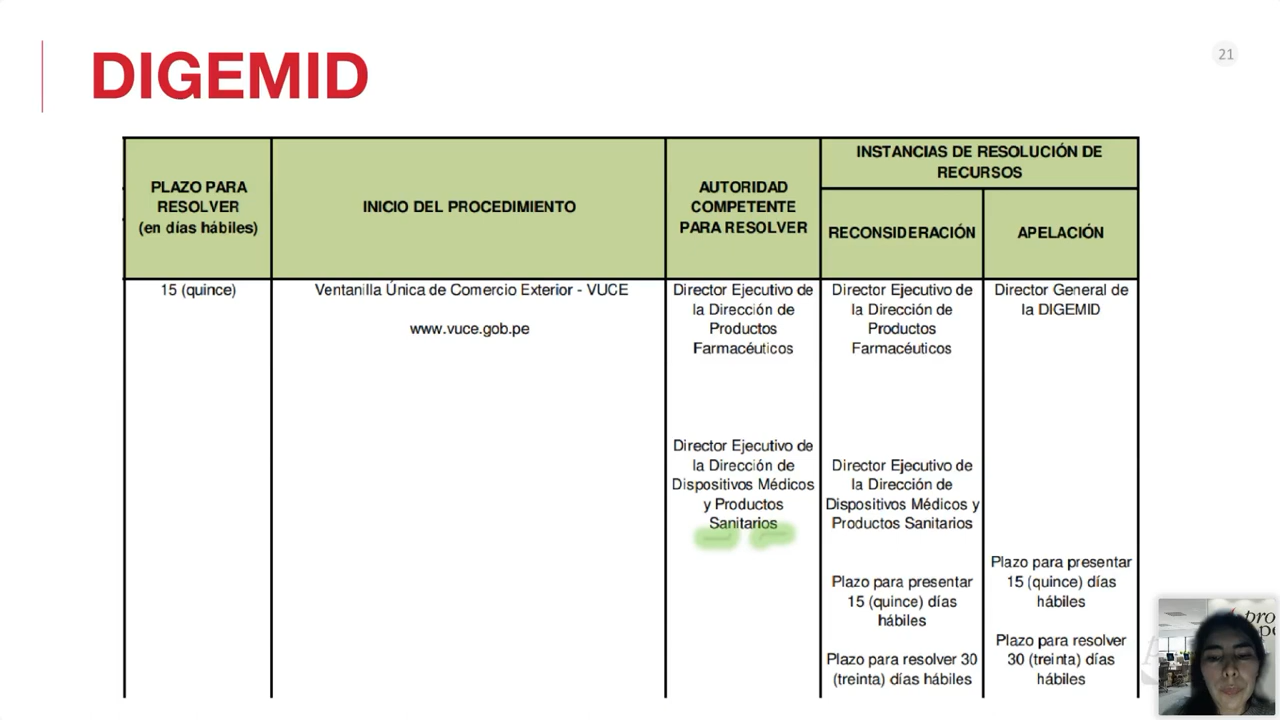 DIGEMID
21
PLAZO PARA
RESOLVER
(en días hábiles)
INICIO DEL PROCEDIMIENTO
AUTORIDAD
COMPETENTE
PARA RESOLVER
INSTANCIAS DE RESOLUCIÓN DE
RECURSOS
RECONSIDERACIÓN
APELACIÓN
15 (quince)
Ventanilla Única de Comercio Exterior - VUCE
www.vuce.gob.pe
Director Ejecutivo de
la Dirección de
Productos
Farmacéuticos
Director Ejecutivo de
la Dirección de
Dispositivos Médicos
y Productos
Sanitarios
Director Ejecutivo de
la Dirección de
Productos
Farmacéuticos
Director Ejecutivo de
la Dirección de
Dispositivos Médicos y
Productos Sanitarios
Plazo para presentar
15 (quince) días
hábiles
Plazo para resolver 30
(treinta) días hábiles
Director General de
la DIGEMID
Plazo para presentar
15 (quince) días
hábiles
Plazo para resolver
30 (treinta) días
hábiles
pro